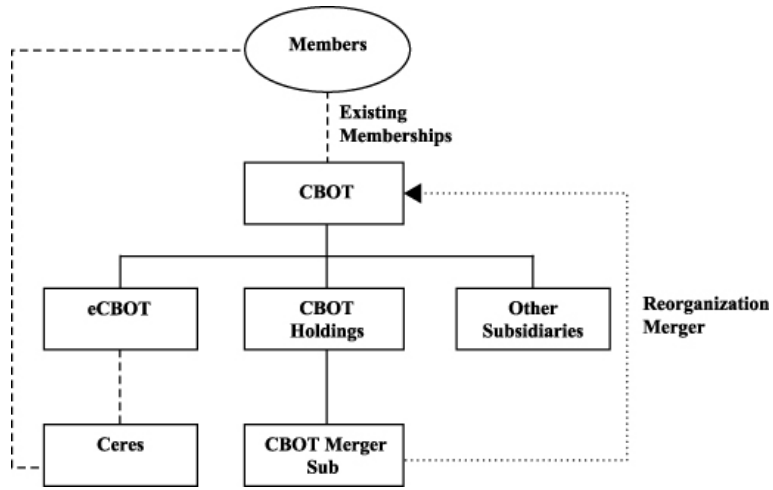 Members
Existing
Memberships
CBOT
eCBOT
CBOT
Holdings
Other
Subsidiaries
Reorganization
Merger
Ceres
CBOT Merger
Sub